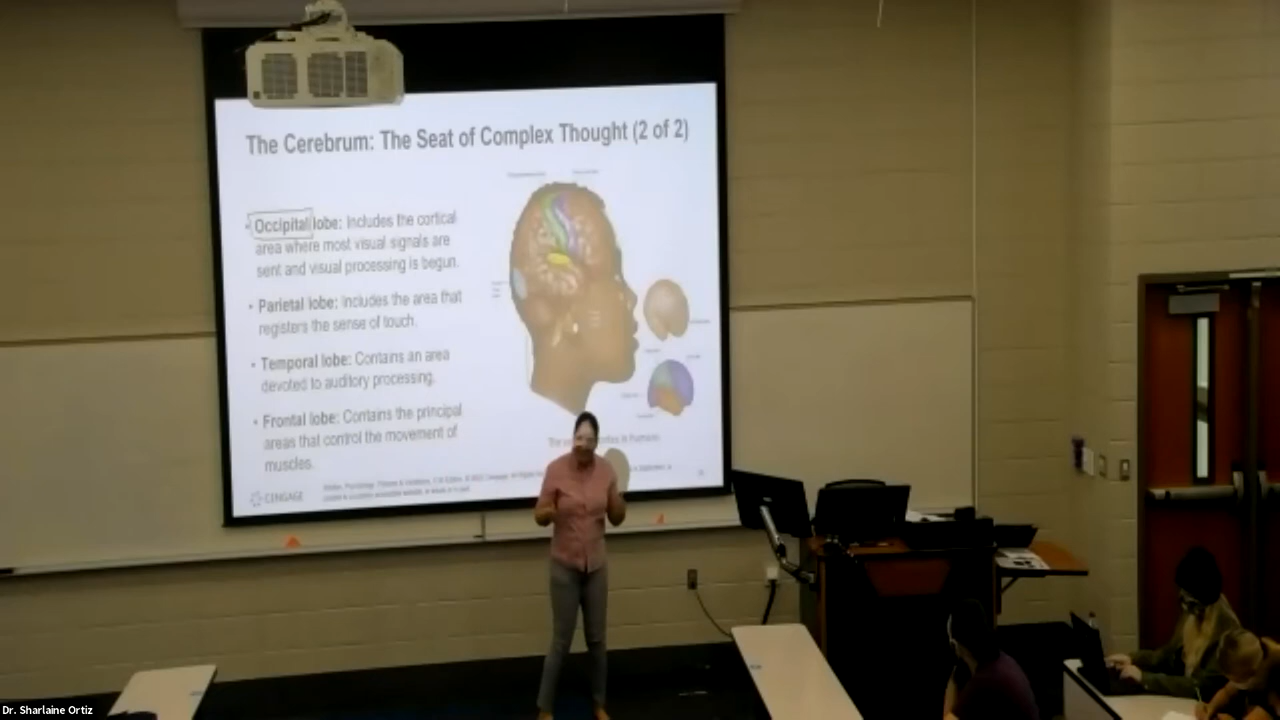 The Cerebrum: The Seat of Complex Thought (2 of 2)
• Occipital lobe: Includes the cortical
area where most visual signals are
sent and visual processing is begun.
• Parietal lobe: Includes the area that
registers the sense of touch.
• Temporal lobe: Contains an area
devoted to auditory processing.
• Frontal lobe: Contains the principal
areas that control the movement of
muscles.
CENGAGE
Dr. Sharlaine Ortiz